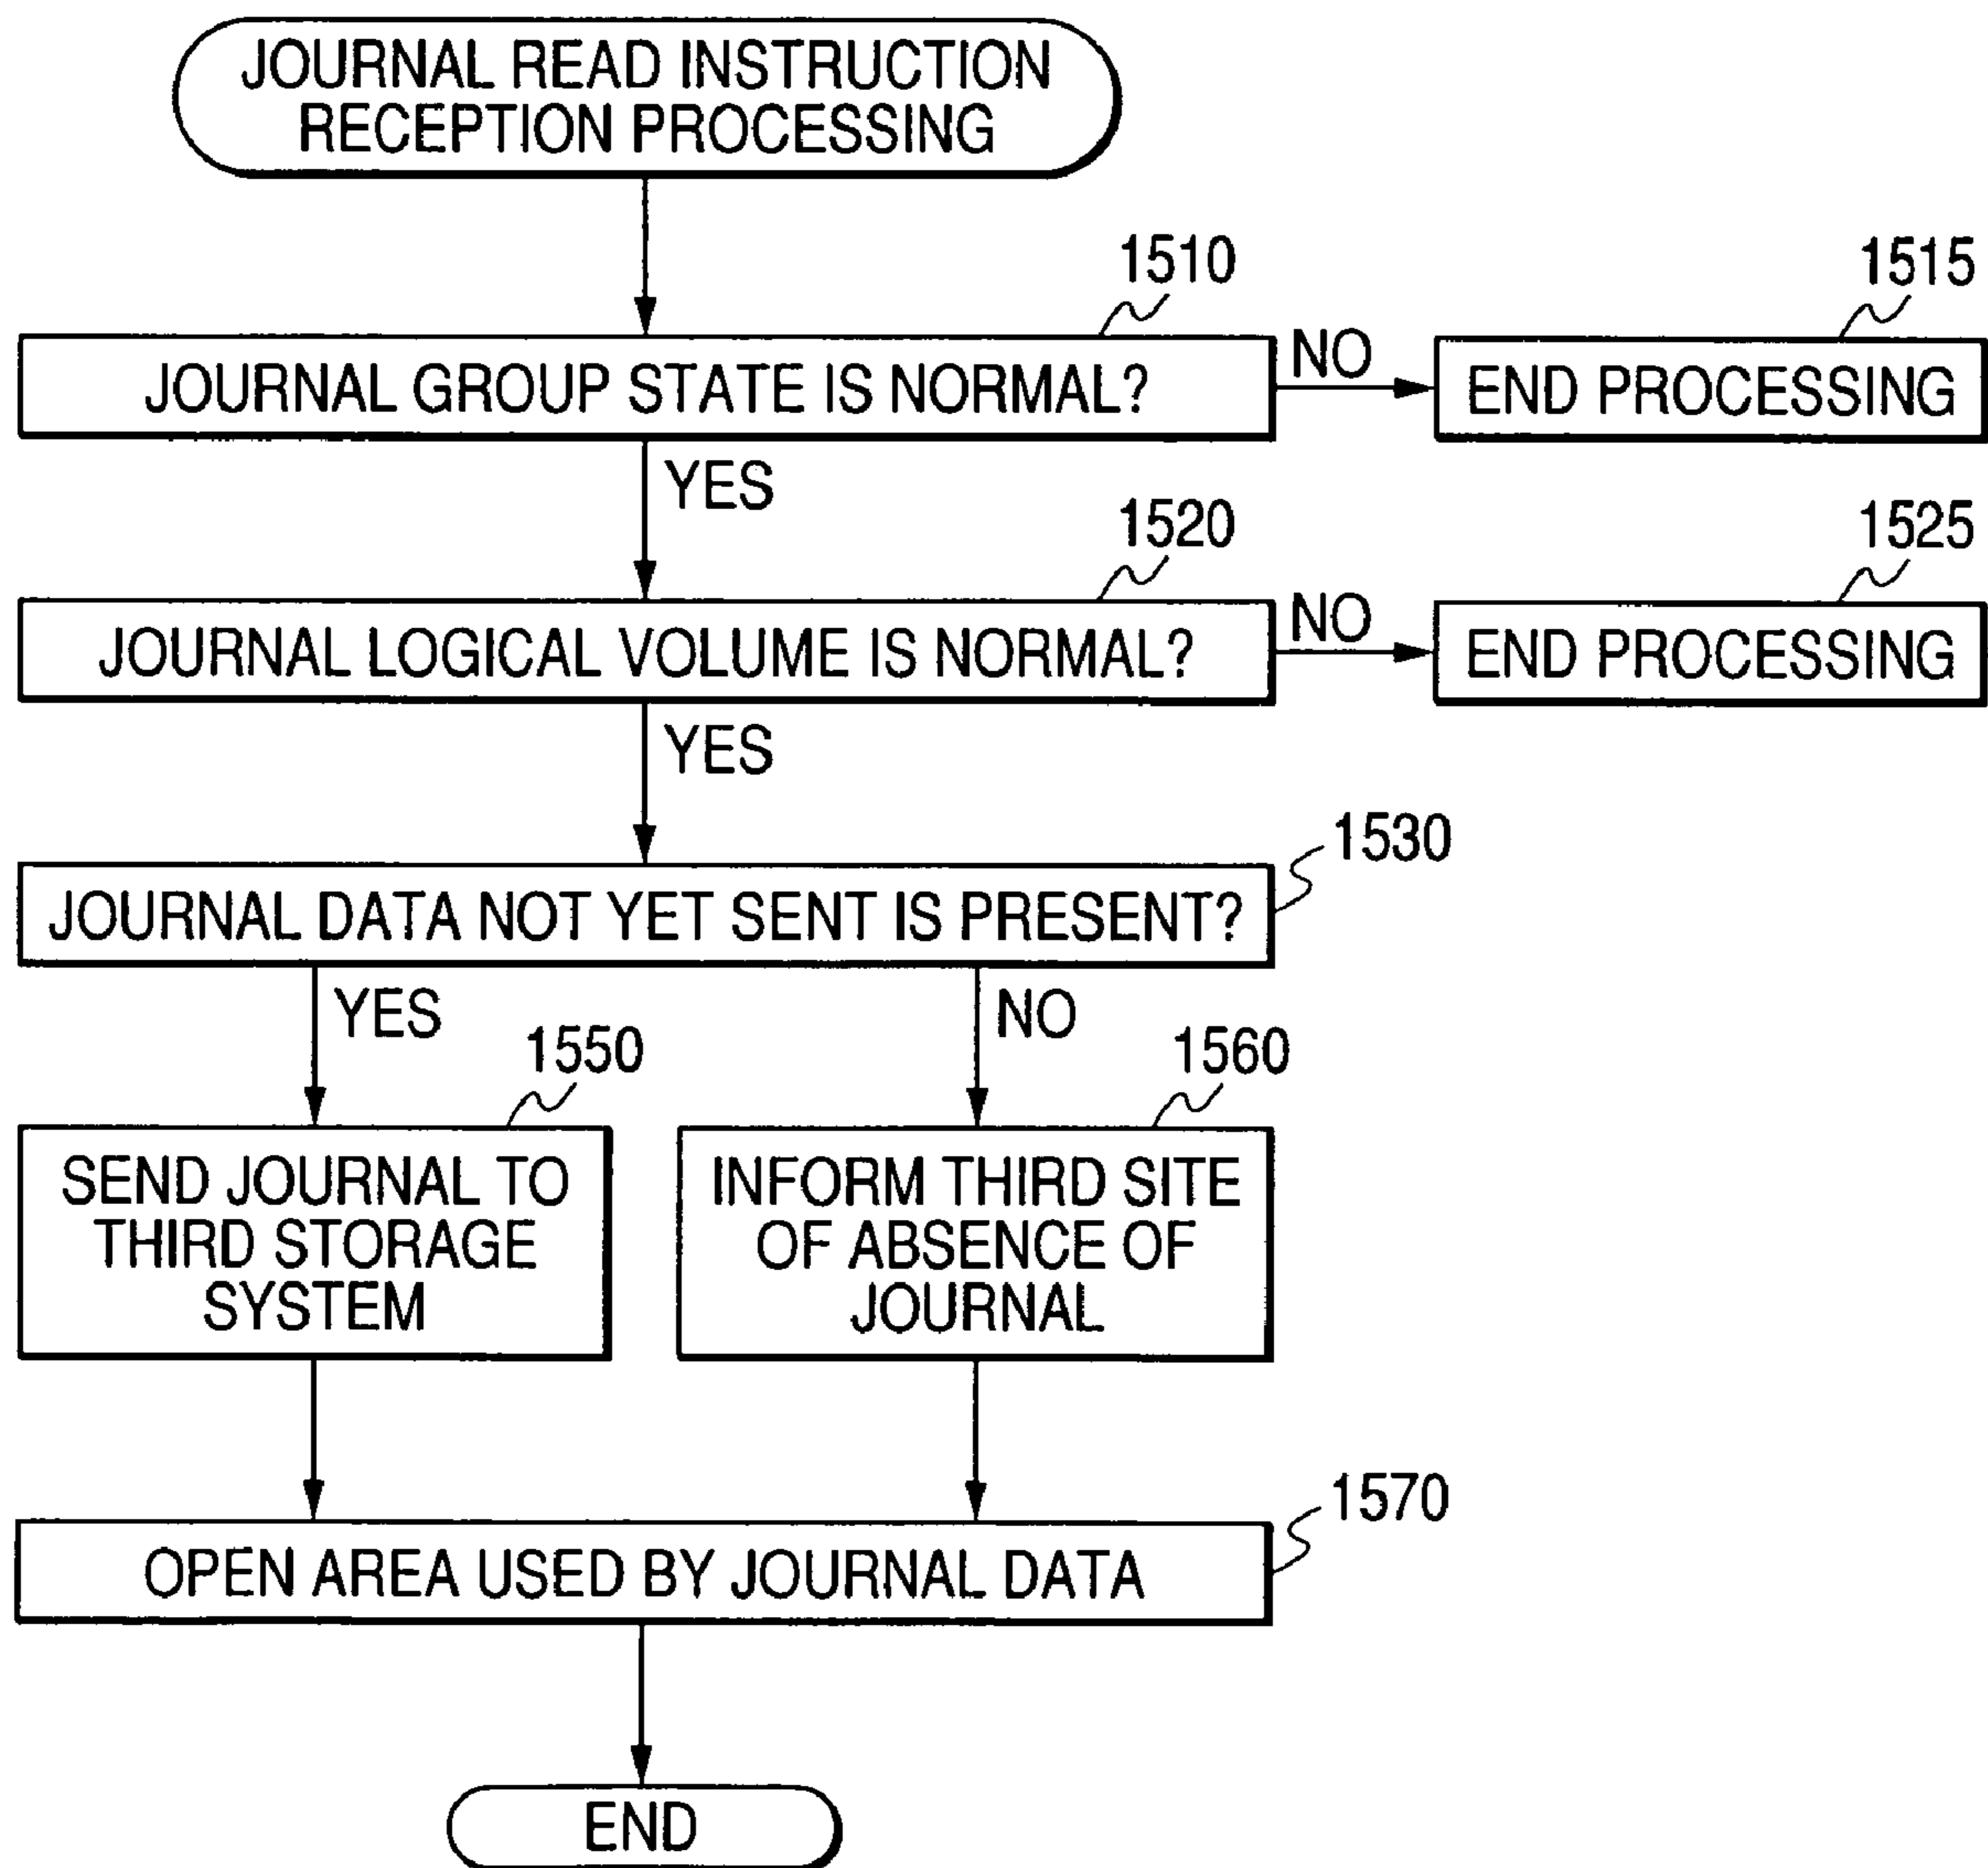 JOURNAL READ INSTRUCTION
RECEPTION PROCESSING
1510
1515
JOURNAL GROUP STATE IS NORMAL?
NO
END PROCESSING
YES
1520
1525
JOURNAL LOGICAL VOLUME IS NORMAL?
NO
END PROCESSING
YES
1530
JOURNAL DATA NOT YET SENT IS PRESENT?
YES
NO
1550
1560
SEND JOURNAL TO
THIRD STORAGE
SYSTEM
INFORM THIRD SITE
OF ABSENCE OF
JOURNAL
1570
OPEN AREA USED BY JOURNAL DATA
END